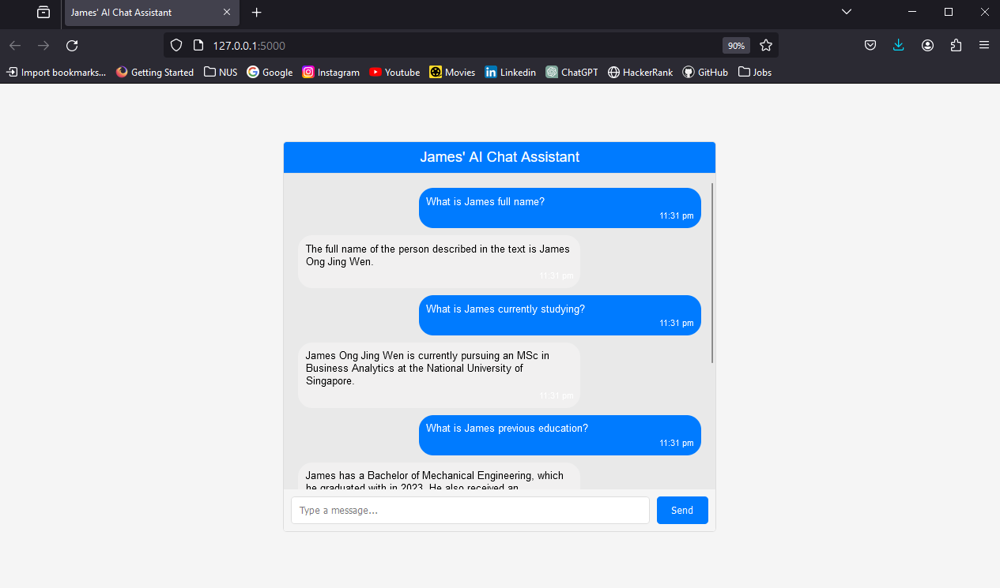 James' AI Chat Assistant
127.0.0.1:5000
90%
Import bookmarks... Getting Started NUS Google Instagram Youtube Movies Linkedin ChatGPT HackerRank GitHub Jobs
James' AI Chat Assistant
What is James full name?
11:31 pm
The full name of the person described in the text is James
Ong Jing Wen.
11:31 pm
What is James currently studying?
11:31 pm
James Ong Jing Wen is currently pursuing an MSc in
Business Analytics at the National University of
Singapore.
11:31 pm
What is James previous education?
11:31 pm
James has a Bachelor of Mechanical Engineering, which
he graduated with in 2023. He also received an
Type a message...
Send